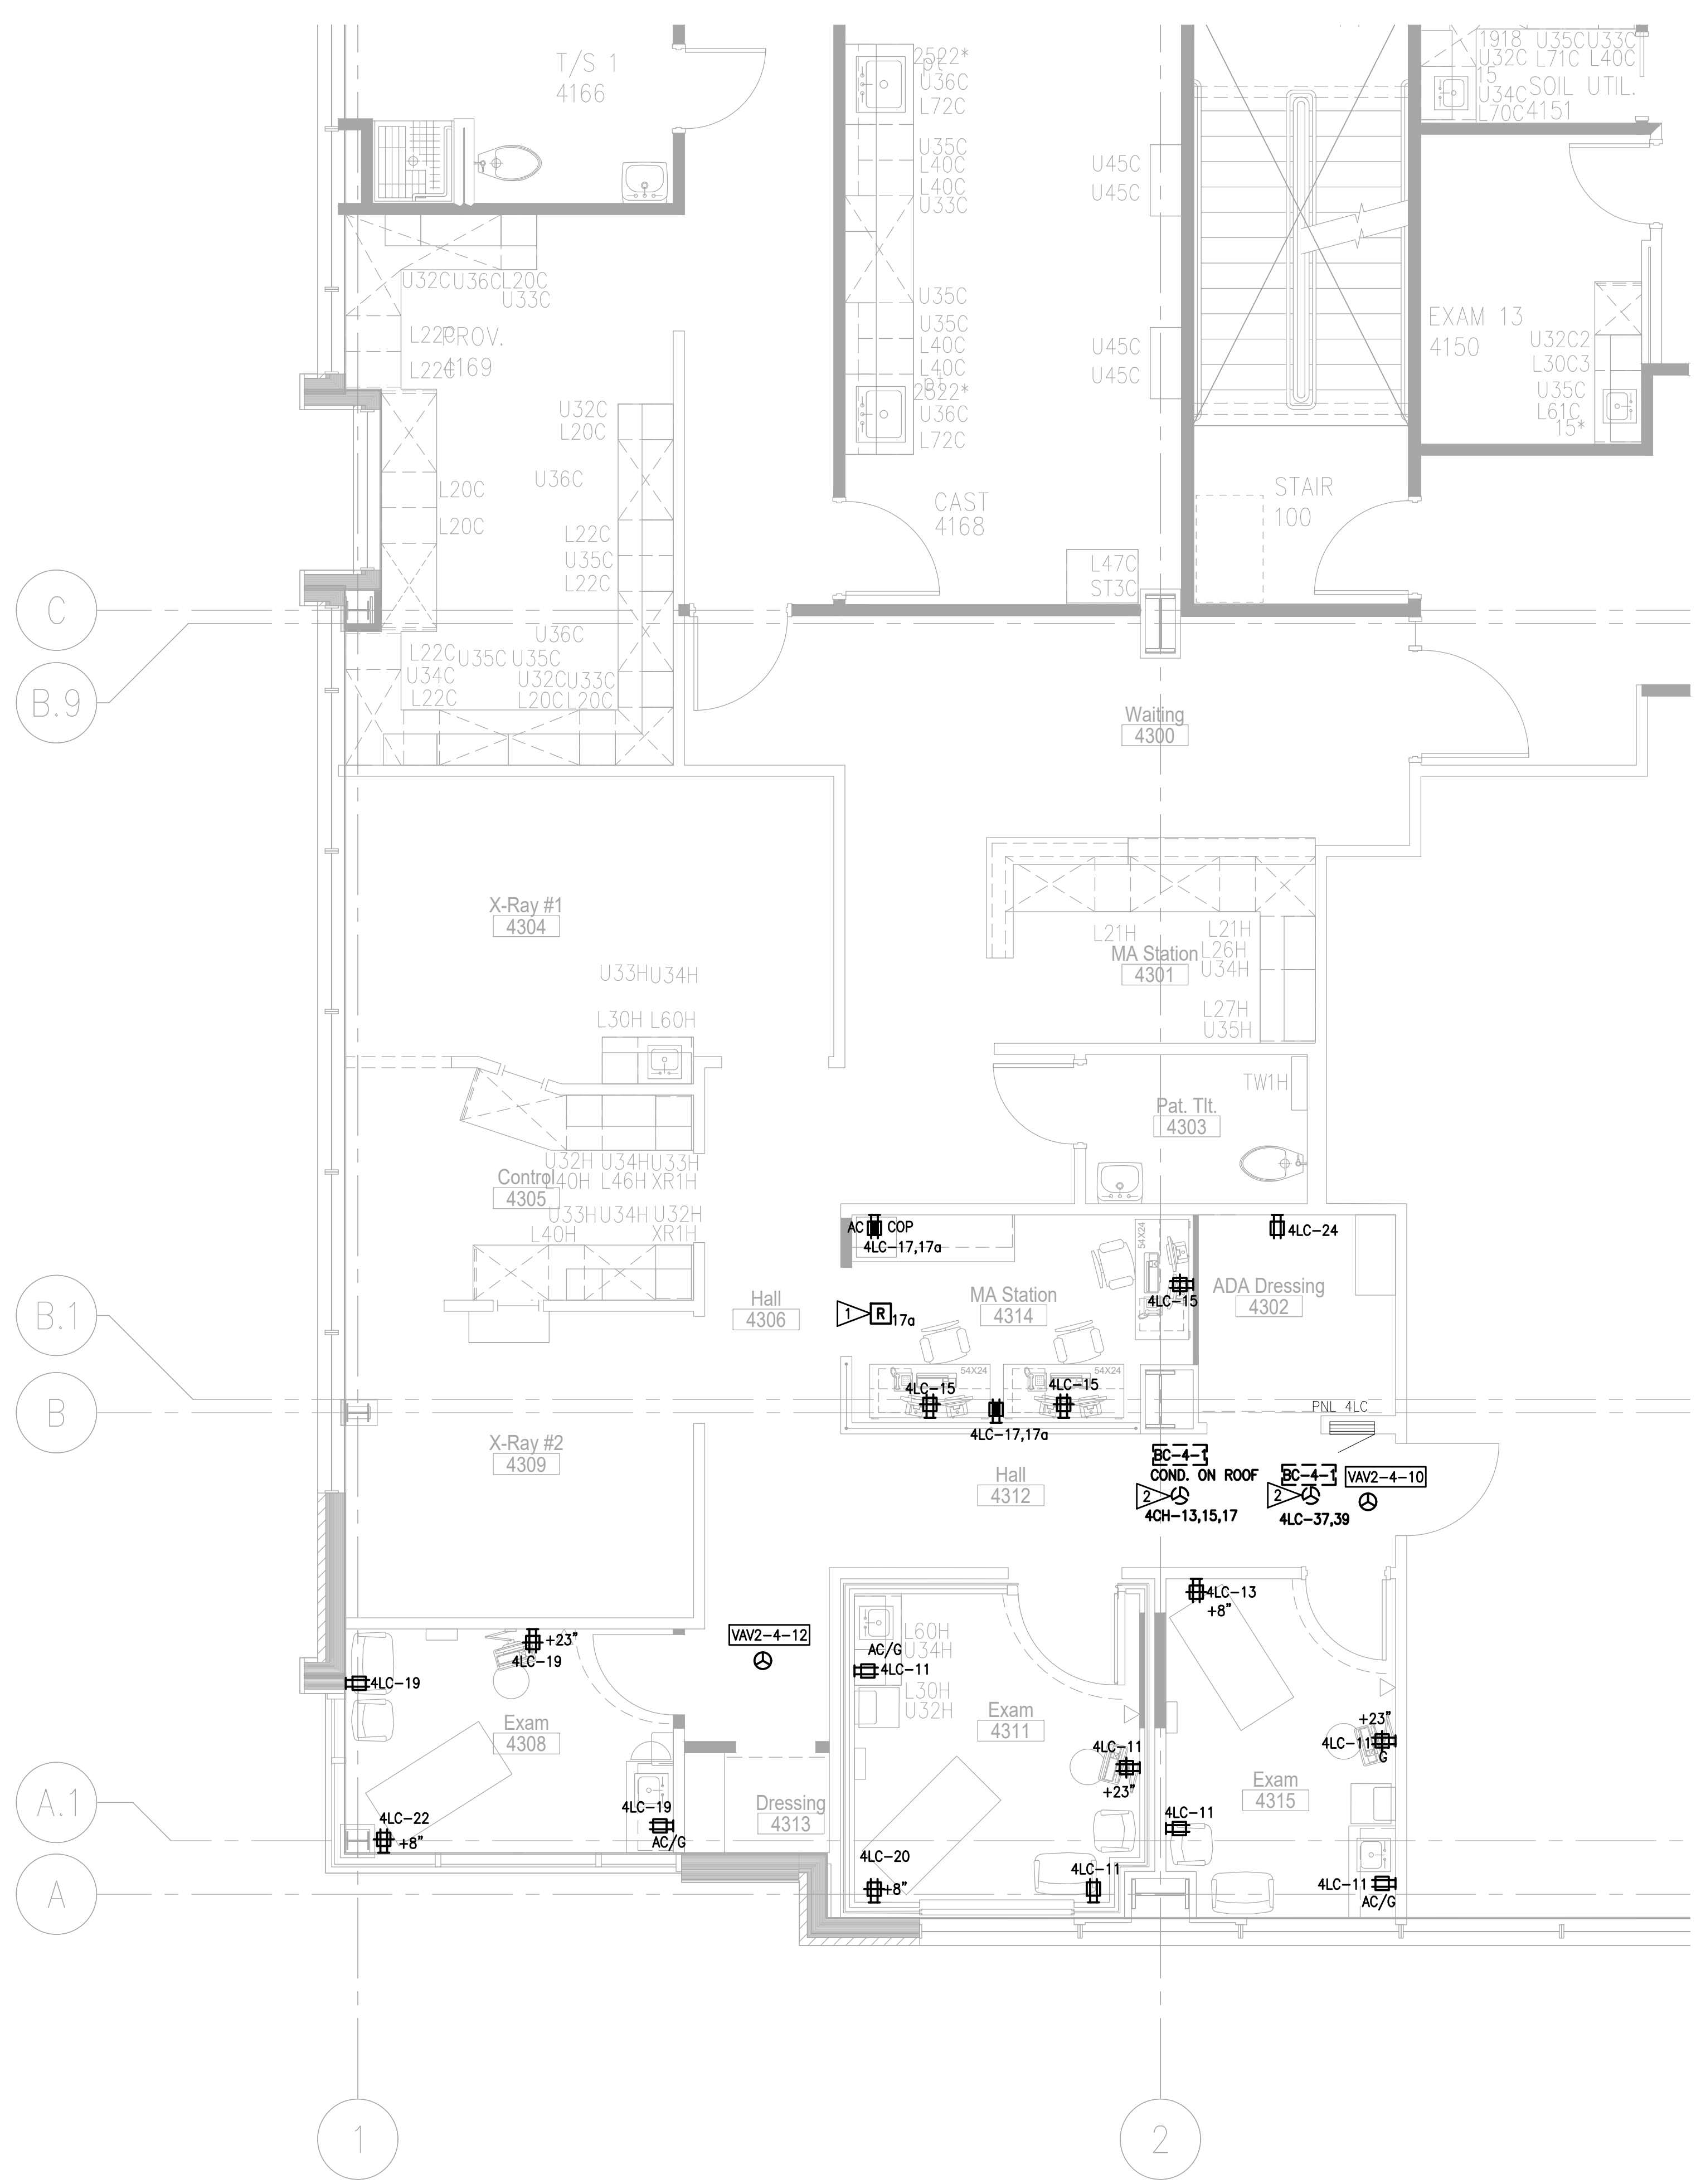 T/S 1
4166
2522*
pt
U36C
L72C
U35C
L40C
L40C
U33C
U45C
U45C
1918
U35C
U33C
U32C
L71C
L40C
15
U34C
SOIL UTIL.
L70C
4151
U32C
U36C
L20C
U33C
L22C
PROV.
4169
L22C
U35C
U35C
L40C
L40C
pt
2622*
U36C
L72C
U45C
U45C
EXAM 13
4150
U32C2
L30C3
U35C
L61C
15*
U32C
L20C
U36C
L20C
L20C
L22C
U35C
L22C
CAST
4168
STAIR
100
L47C
ST3C
C
B.9
U36C
L22C
U35C
U35C
U34C
U32C
U33C
L22C
L20C
L20C
Waiting
4300
X-Ray #1
4304
U33H
U34H
L30H
L60H
L21H
L21H
MA Station
4301
L26H
U34H
L27H
U35H
TW1H
Pat. Tlt.
4303
U32H
U34H
U33H
Control
4305
L40H
L46H
XR1H
U33H
U34H
U32H
L40H
XR1H
AC
COP
4LC-17,17a
54X24
4LC-24
B.1
Hall
4306
1
R
17a
MA Station
4314
4LC-15
ADA Dressing
4302
B
54X24
54X24
4LC-15
4LC-15
4LC-17,17a
PNL 4LC
X-Ray #2
4309
Hall
4312
BC-4-1
COND. ON ROOF
2
4CH-13,15,17
BC-4-1
2
4LC-37,39
VAV2-4-10
4LC-13
+8"
VAV2-4-12
+23"
4LC-19
4LC-19
L60H
U34H
AC/G
4LC-11
L30H
U32H
Exam
4308
Exam
4311
4LC-11
+23"
+23"
4LC-11
G
Exam
4315
A.1
4LC-22
+8"
4LC-19
AC/G
Dressing
4313
4LC-11
A
4LC-20
+8"
4LC-11
4LC-11
AC/G
1
2